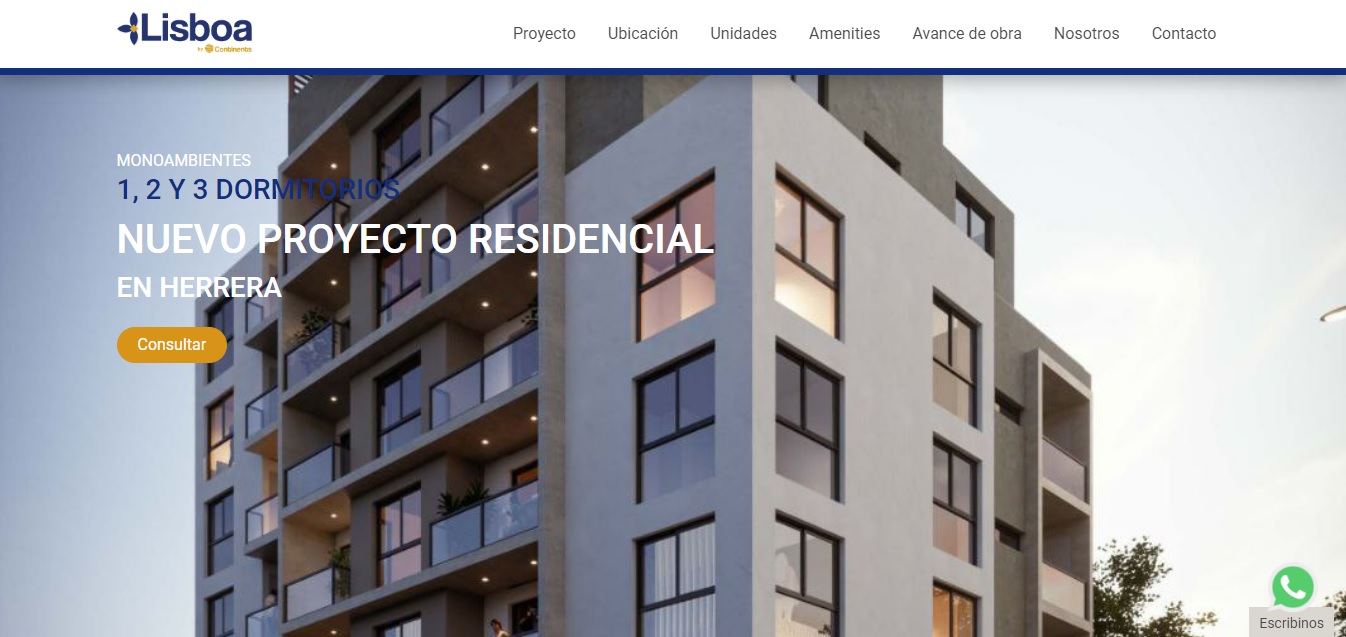 Lisboa
by Continentis
Proyecto Ubicación Unidades Amenities Avance de obra Nosotros Contacto
MONOAMBIENTES
1, 2 Y 3 DORMITORIOS
NUEVO PROYECTO RESIDENCIAL
EN HERRERA
Consultar
Escribinos